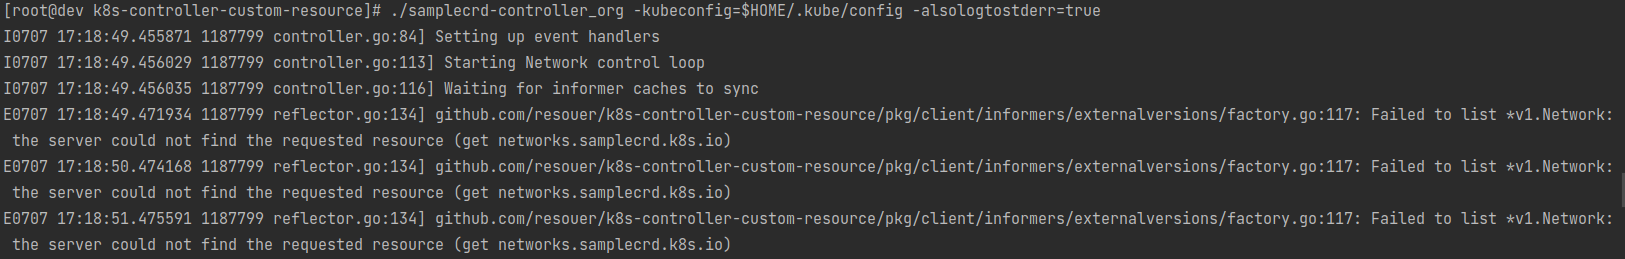 [root@dev k8s-controller-custom-resource]# ./samplecrd-controller_org -kubeconfig=$HOME/.kube/config -alsologtostderr=true
I0707 17:18:49.455871 1187799 controller.go:84] Setting up event handlers
I0707 17:18:49.456029 1187799 controller.go:113] Starting Network control loop
I0707 17:18:49.456035 1187799 controller.go:116] Waiting for informer caches to sync
E0707 17:18:49.471934 1187799 reflector.go:134] github.com/resouer/k8s-controller-custom-resource/pkg/client/informers/externalversions/factory.go:117: Failed to list *v1.Network:
 the server could not find the requested resource (get networks.samplecrd.k8s.io)
E0707 17:18:50.474168 1187799 reflector.go:134] github.com/resouer/k8s-controller-custom-resource/pkg/client/informers/externalversions/factory.go:117: Failed to list *v1.Network:
 the server could not find the requested resource (get networks.samplecrd.k8s.io)
E0707 17:18:51.475591 1187799 reflector.go:134] github.com/resouer/k8s-controller-custom-resource/pkg/client/informers/externalversions/factory.go:117: Failed to list *v1.Network:
 the server could not find the requested resource (get networks.samplecrd.k8s.io)